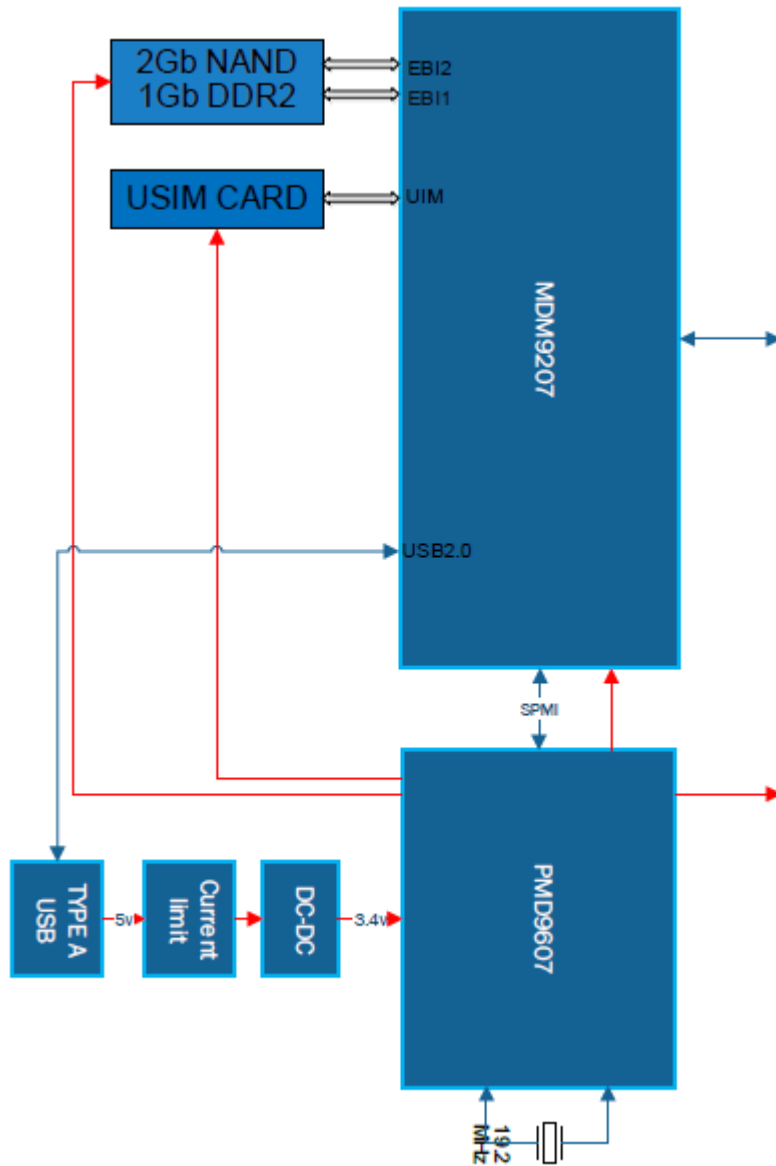 2Gb NAND
1Gb DDR2
EBI2
EBI1
USIM CARD
UIM
MDM9207
USB2.0
SPMI
PMD9607
TYPE A
USB
5v
Current
limit
DC-DC
3.4v
19.2
MHz